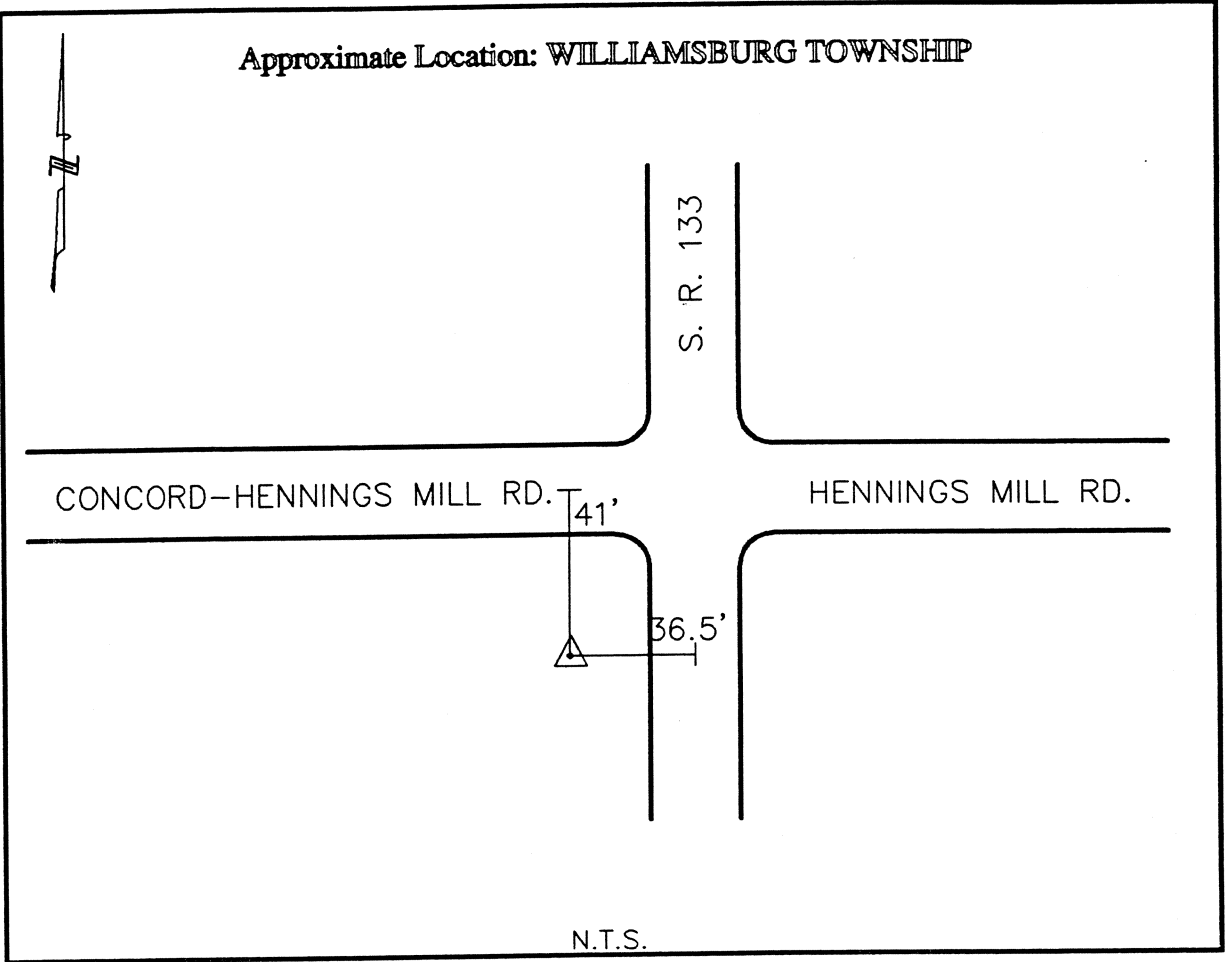 Approximate Location: WILLIAMSBURG TOWNSHIP
N
S. R. 133
CONCORD-HENNINGS MILL RD.
HENNINGS MILL RD.
41'
36.5'
N.T.S.